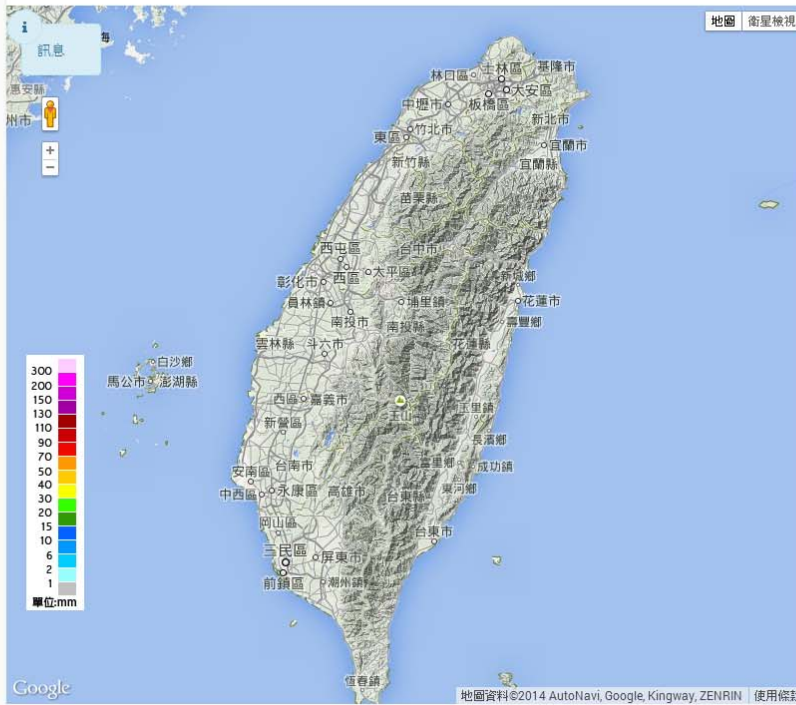 i
訊息
海
惠安縣
州市
+
−
地圖
衛星檢視
林口區
士林區
基隆市
大安區
中壢市
板橋區
新北市
竹北市
東區
宜蘭市
新竹縣
宜蘭縣
苗栗縣
西屯區
台中市
太平區
西區
新城鄉
彰化市
員林鎮
埔里鎮
花蓮市
南投市
南投縣
壽豐鄉
雲林縣
斗六市
花蓮縣
白沙鄉
馬公市
澎湖縣
西區
嘉義市
玉山
玉里鎮
新營區
長濱鄉
安南區
台南市
富里鄉
成功鎮
中西區
永康區
高雄市
台東縣
東河鄉
岡山區
台東市
三民區
屏東市
前鎮區
潮州鎮
恆春鎮
300
200
150
130
110
90
70
50
40
30
20
15
10
6
2
1
單位:mm
Google
地圖資料©2014 AutoNavi, Google, Kingway, ZENRIN
使用條款